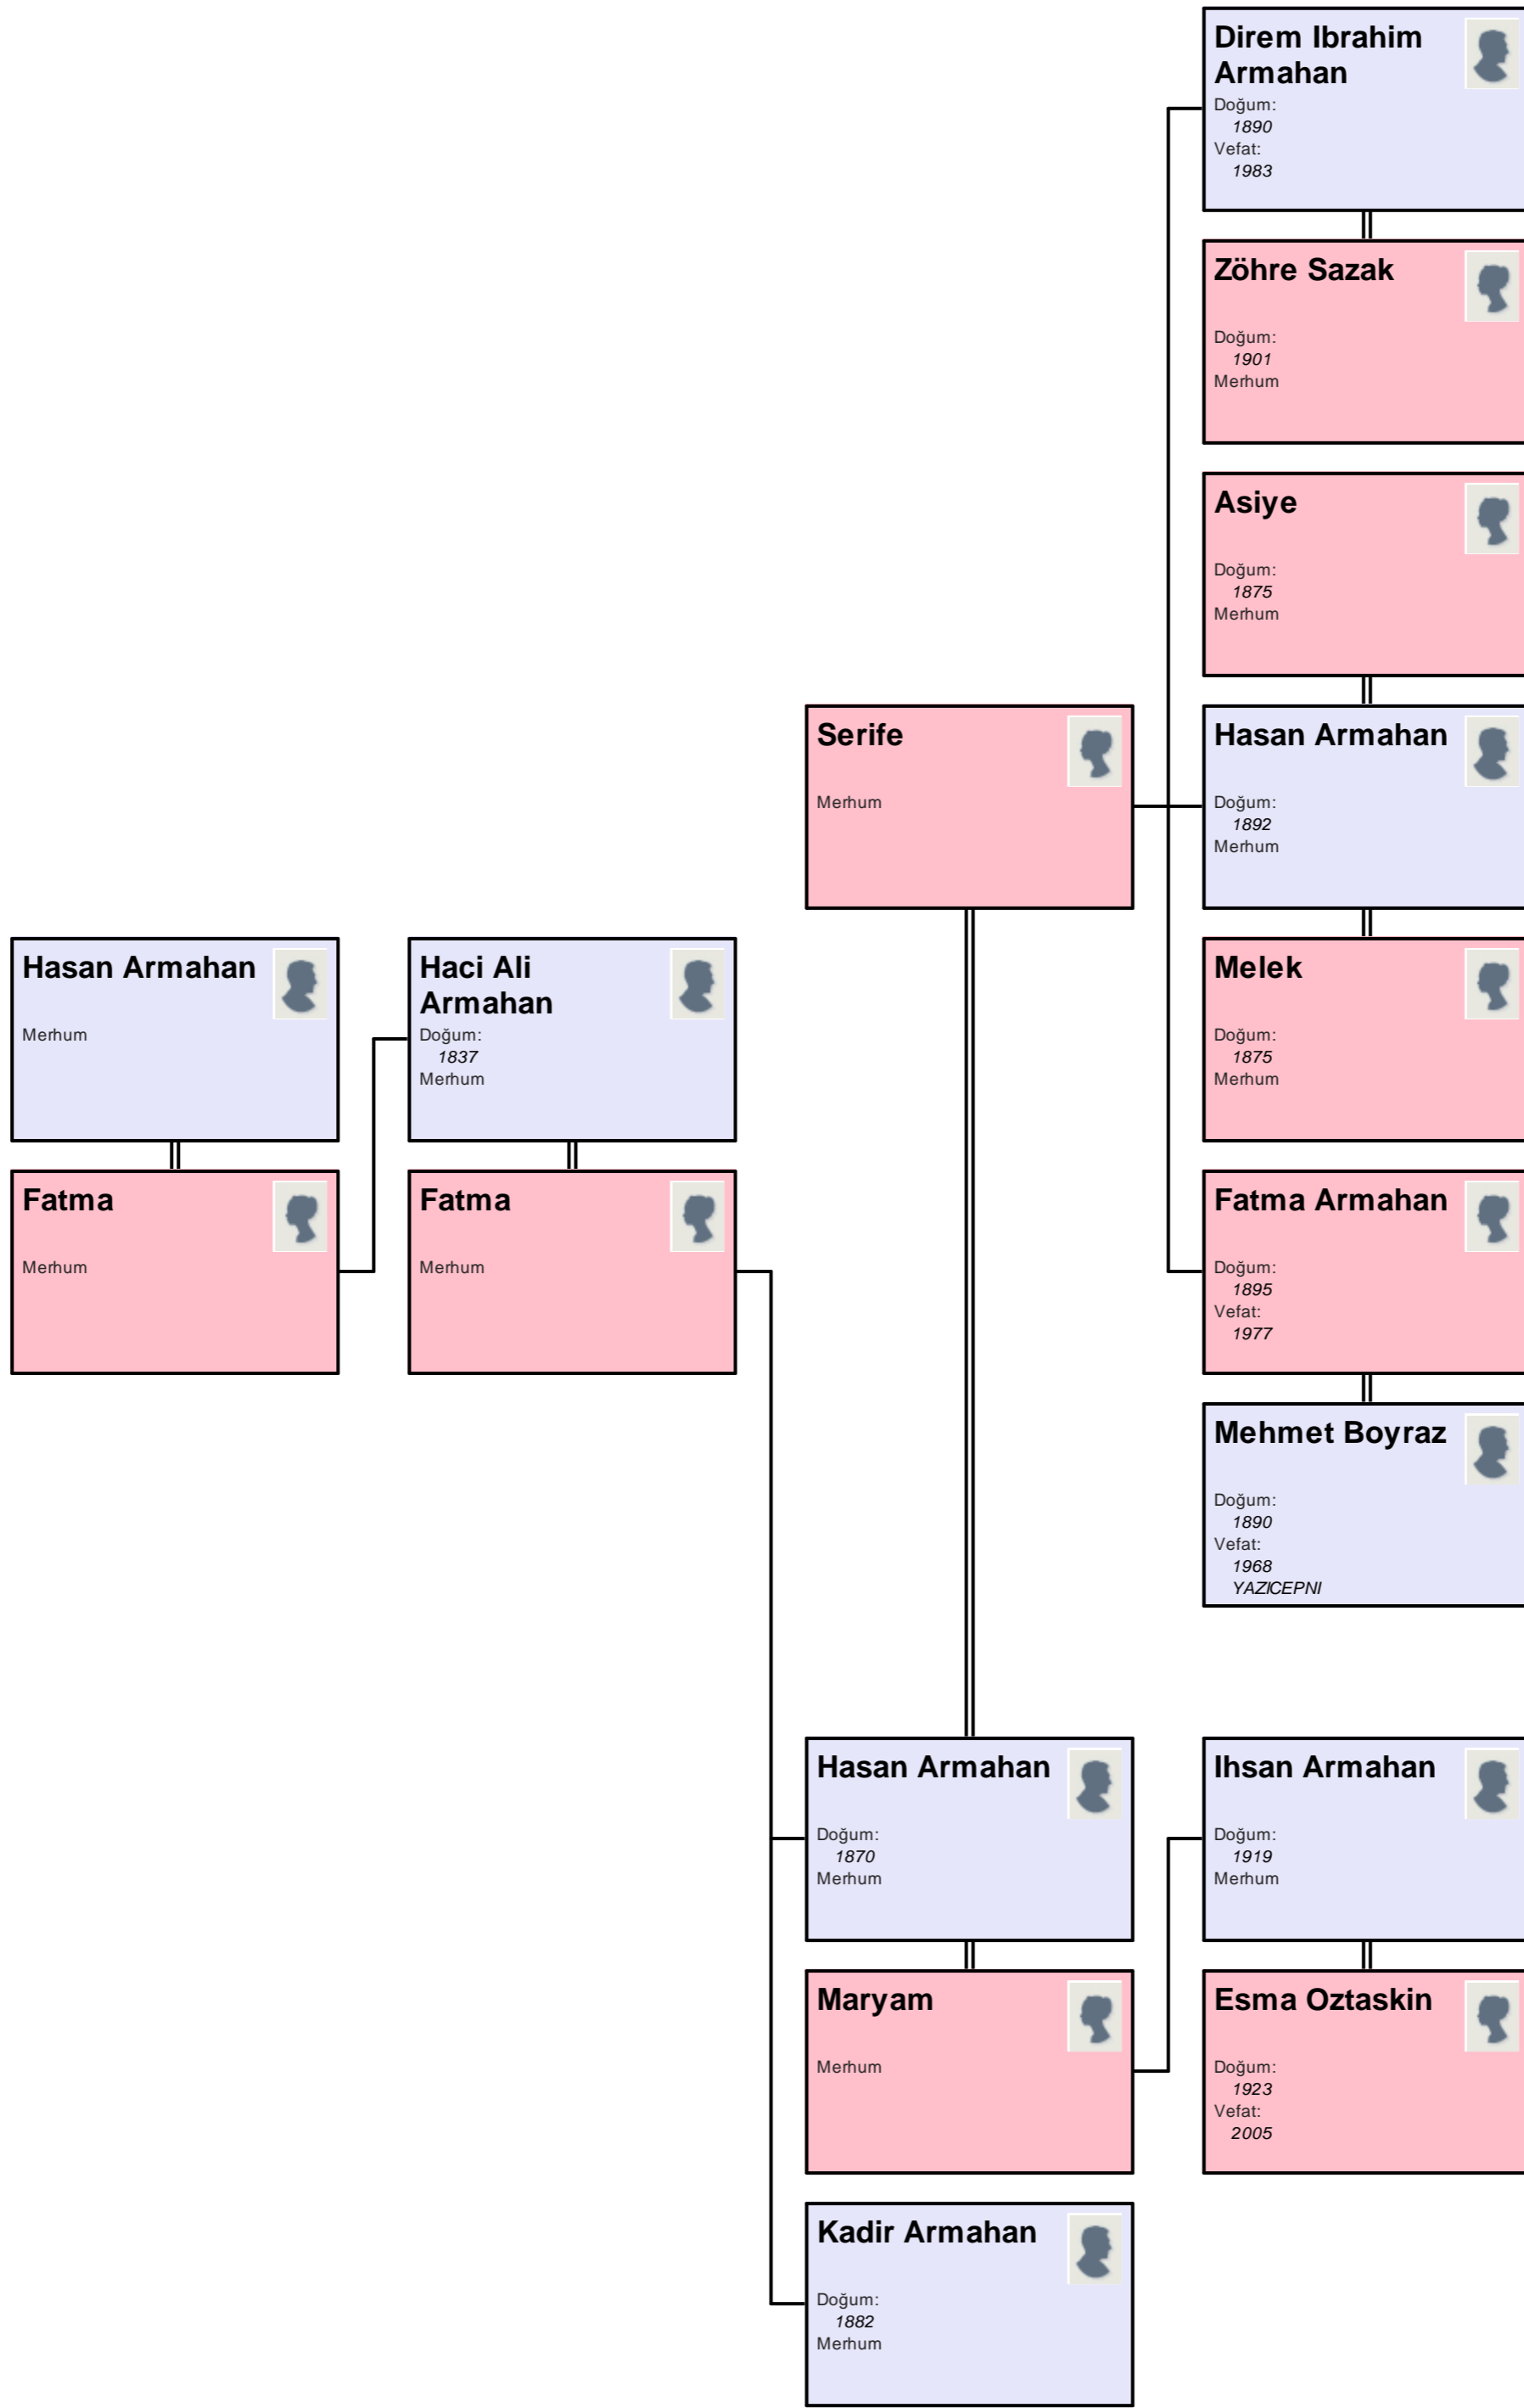 Direm Ibrahim
Armahan
Doğum:
1890
Vefat:
1983
Zöhre Sazak
Doğum:
1901
Merhum
Asiye
Doğum:
1875
Merhum
Serife
Merhum
Hasan Armahan
Doğum:
1892
Merhum
Hasan Armahan
Merhum
Haci Ali
Armahan
Doğum:
1837
Merhum
Melek
Doğum:
1875
Merhum
Fatma
Merhum
Fatma
Merhum
Fatma Armahan
Doğum:
1895
Vefat:
1977
Mehmet Boyraz
Doğum:
1890
Vefat:
1968
YAZICEPNI
Hasan Armahan
Doğum:
1870
Merhum
Ihsan Armahan
Doğum:
1919
Merhum
Maryam
Merhum
Esma Oztaskin
Doğum:
1923
Vefat:
2005
Kadir Armahan
Doğum:
1882
Merhum